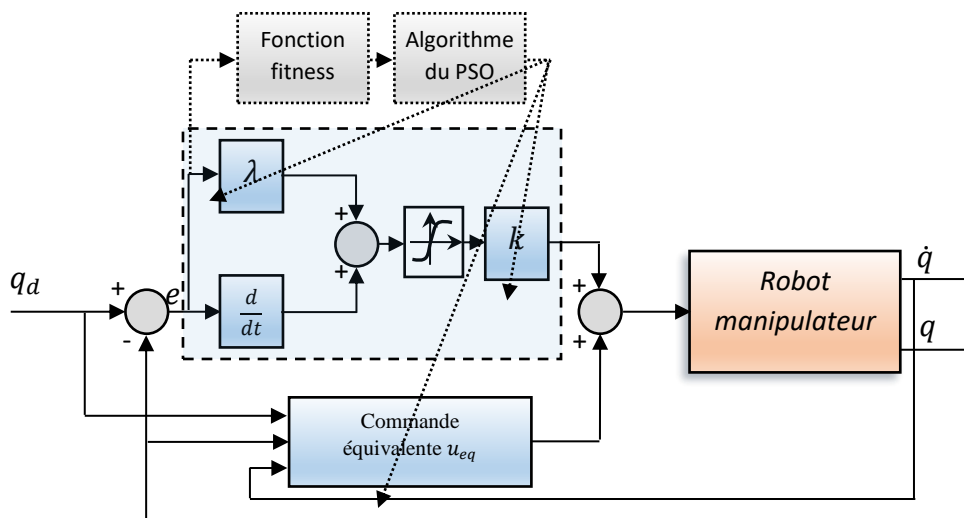 Fonction
fitness
Algorithme
du PSO
λ
+
k
+
q̇
q_d
+
e
d
dt
+
Robot
manipulateur
-
+
q
Commande
équivalente u_eq